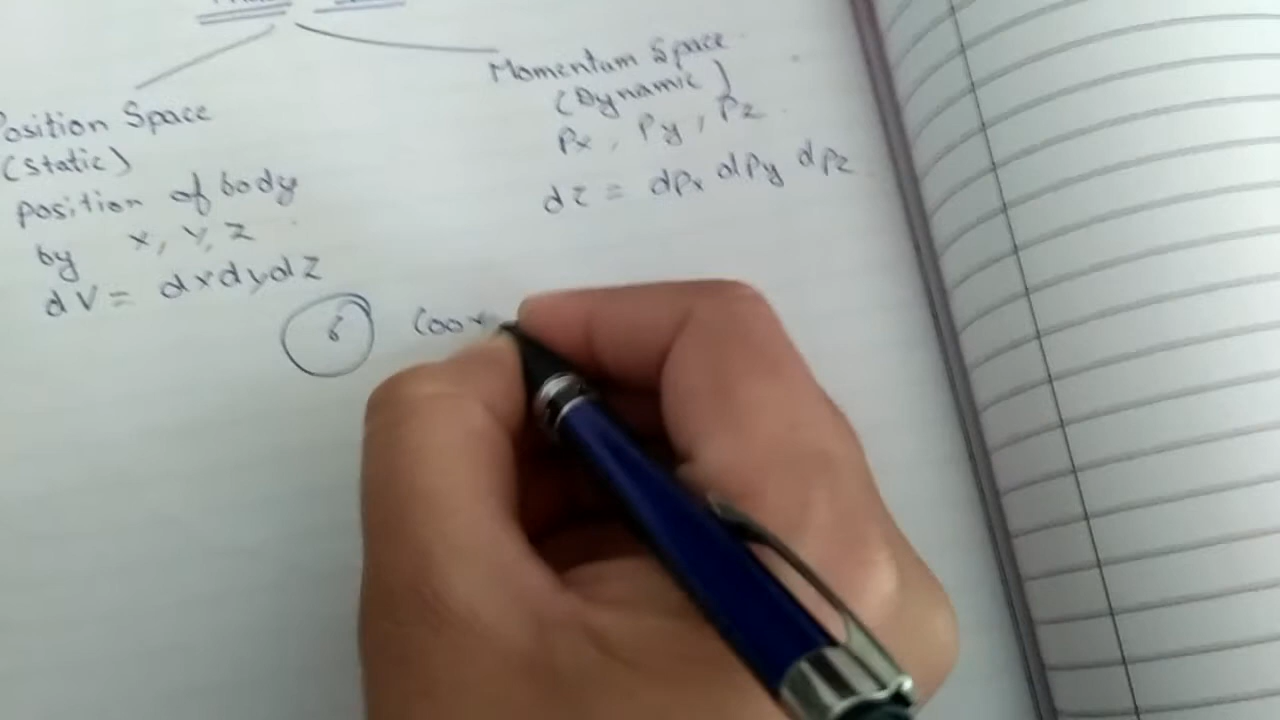 Position Space
(Static)
position of body
by x, y, z
dV = dxdydz
Momentum Space
(Dynamic)
Px, Py, Pz
dz = dPx dPy dPz
6